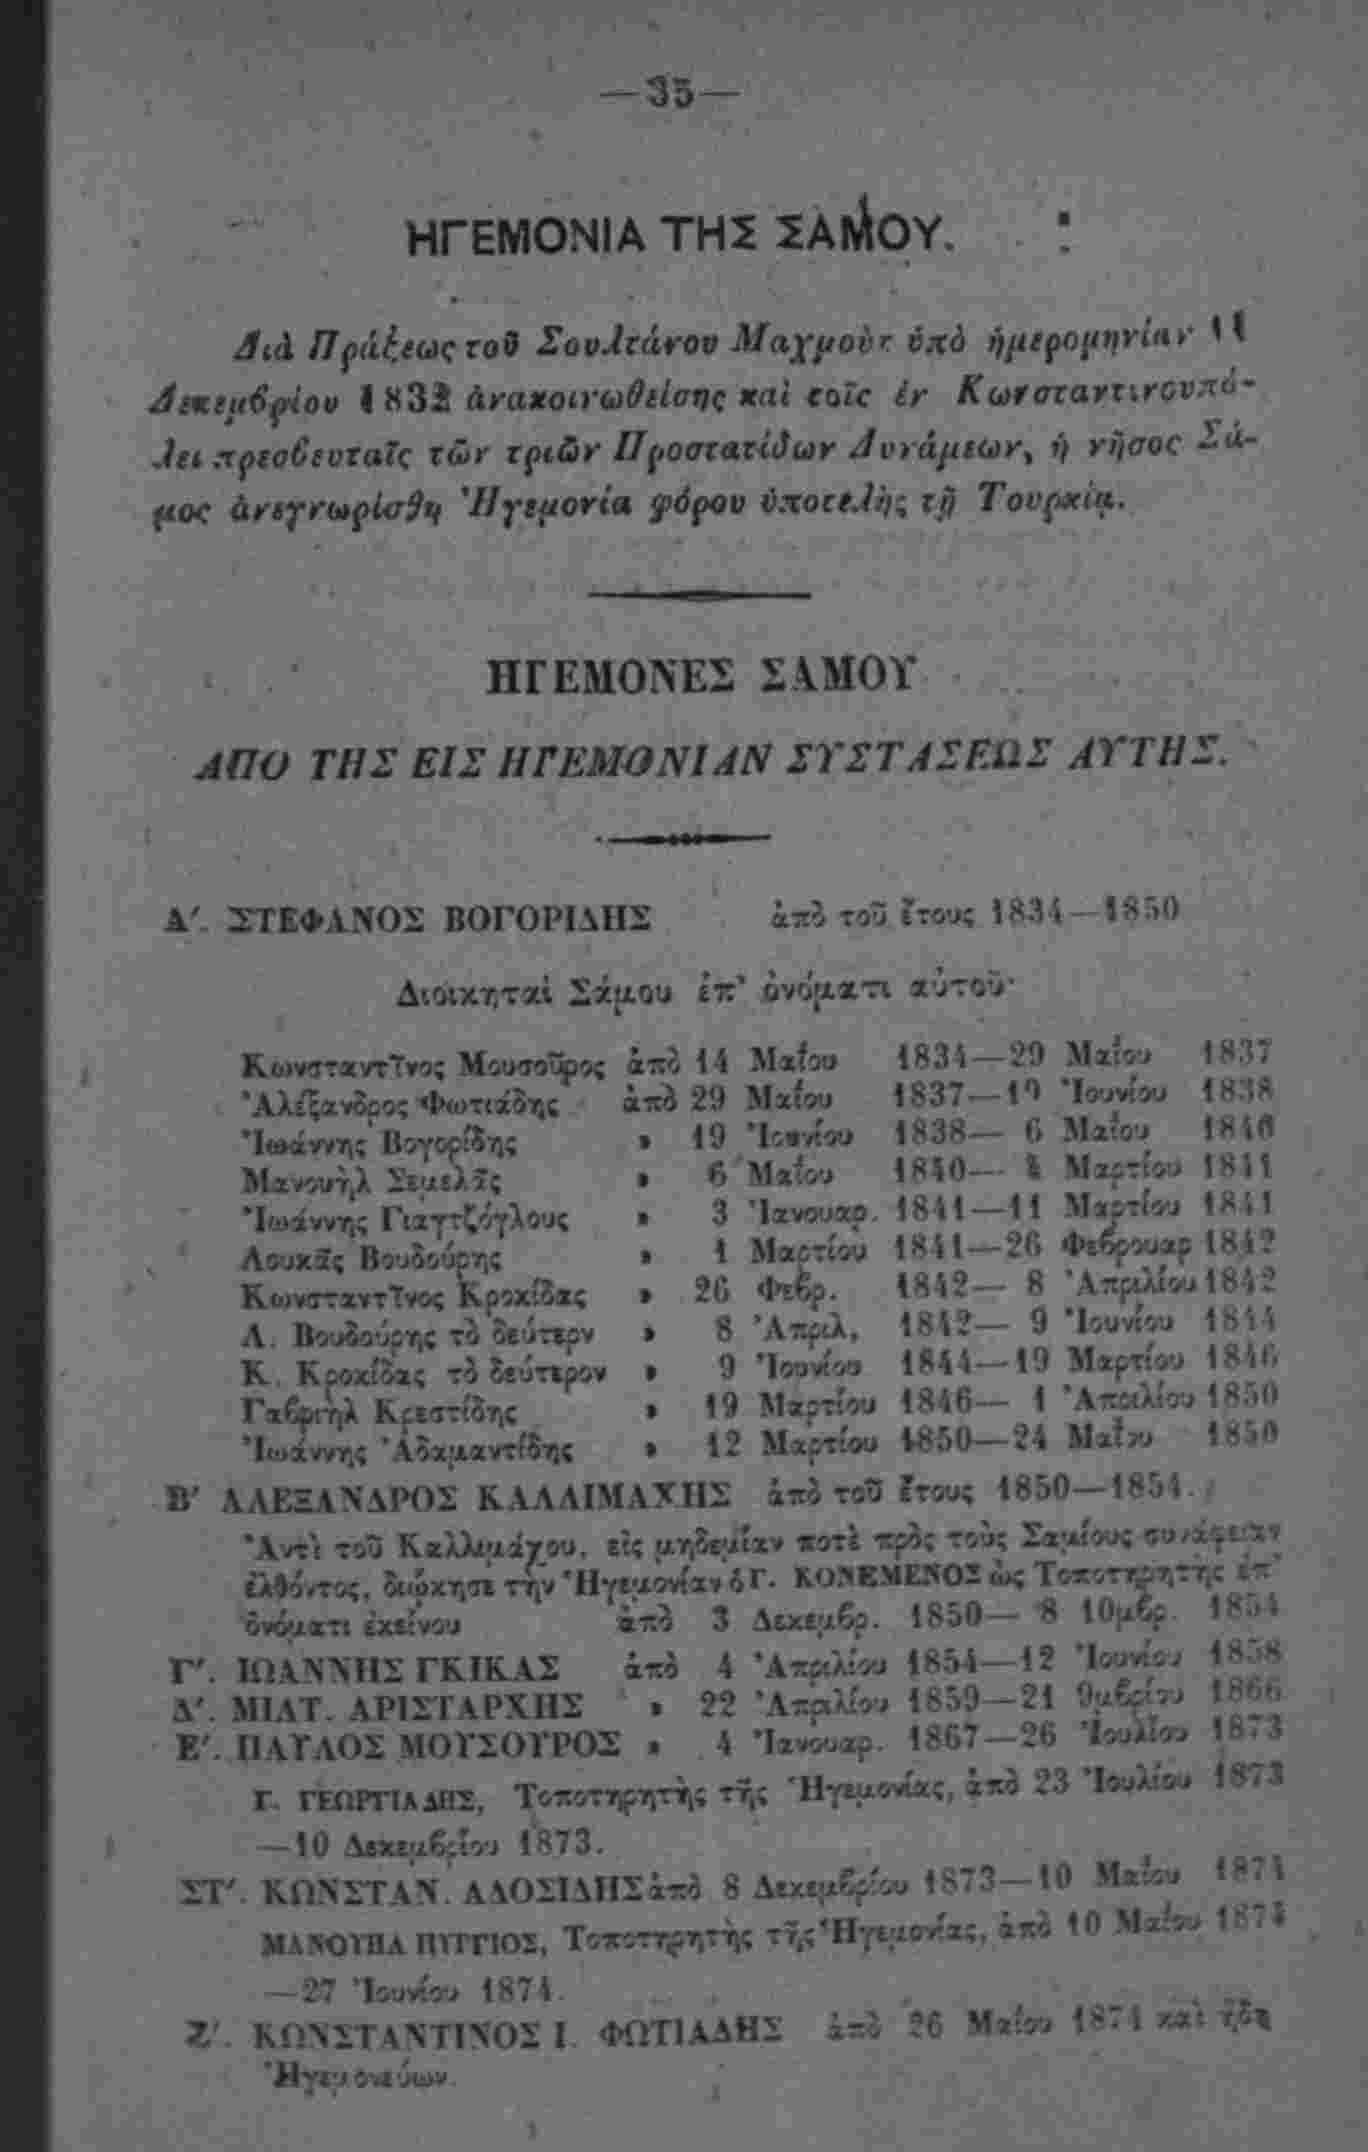 —35—
ΗΓΕΜΟΝΙΑ ΤΗΣ ΣΑΜΟΥ.
Διὰ Πράξεως τοῦ Σουλτάνου Μαχμοὺτ ὑπὸ ἡμερομηνίαν 11
Δεκεμβρίου 1832 ἀνακοινωθείσης καὶ τοῖς ἐν Κωνσταντινουπό-
λει πρεσβευταῖς τῶν τριῶν Προστατίδων Δυνάμεων, ἡ νῆσος Σά-
μος ἀνεγνωρίσθη Ἡγεμονία φόρου ὑποτελὴς τῇ Τουρκίᾳ.
ΗΓΕΜΟΝΕΣ ΣΑΜΟΥ
ΑΠΟ ΤΗΣ ΕΙΣ ΗΓΕΜΟΝΙΑΝ ΣΥΣΤΑΣΕΩΣ ΑΥΤΗΣ.
Α′. ΣΤΕΦΑΝΟΣ ΒΟΓΟΡΙΔΗΣ ἀπὸ τοῦ ἔτους 1834—1850
Διοικηταὶ Σάμου ἐπ' ὀνόματι αὐτοῦ·
Κωνσταντῖνος Μουσοῦρος ἀπὸ 14 Μαΐου 1834—29 Μαΐου 1837
Ἀλέξανδρος Φωτιάδης ἀπὸ 29 Μαΐου 1837—19 Ἰουνίου 1838
Ἰωάννης Βογορίδης » 19 Ἰουνίου 1838— 6 Μαΐου 1840
Μανουὴλ Σεμελᾶς » 6 Μαΐου 1840— Μαρτίου 1841
Ἰωάννης Γιαγτζόγλους » 3 Ἰανουαρ. 1841—11 Μαρτίου 1841
Λουκᾶς Βουδούρης » 1 Μαρτίου 1841—26 Φεβρουαρ 1842
Κωνσταντῖνος Κροκίδας » 26 Φεβρ. 1842— 8 Ἀπριλίου 1842
Λ. Βουδούρης τὸ δεύτερν » 8 Ἀπριλ, 1842— 9 Ἰουνίου 1844
Κ. Κροκίδας τὸ δεύτερον » 9 Ἰουνίου 1844—19 Μαρτίου 1846
Γαβριὴλ Κρεστίδης » 19 Μαρτίου 1846— 1 Ἀπριλίου 1850
Ἰωάννης Ἀδαμαντίδης » 12 Μαρτίου 1850—24 Μαΐου 1850
Β′ ΑΛΕΞΑΝΔΡΟΣ ΚΑΛΛΙΜΑΧΗΣ ἀπὸ τοῦ ἔτους 1850—1854.
Ἀντὶ τοῦ Καλλιμάχου, εἰς μηδεμίαν ποτὲ πρὸς τοὺς Σαμίους συνάφειαν
ἐλθόντος, διῴκησε τὴν Ἡγεμονίαν ὁ Γ. ΚΟΝΕΜΕΝΟΣ ὡς Τοποτηρητὴς ἐπ'
ὀνόματι ἐκείνου ἀπὸ 3 Δεκεμβρ. 1850— 8 10μβρ. 1854
Γ′. ΙΩΑΝΝΗΣ ΓΚΙΚΑΣ ἀπὸ 4 Ἀπριλίου 1854—12 Ἰουνίου 1858
Δ′. ΜΙΛΤ. ΑΡΙΣΤΑΡΧΗΣ » 22 Ἀπριλίου 1859—21 9μβρίου 1866
Ε′. ΠΑΥΛΟΣ ΜΟΥΣΟΥΡΟΣ » 4 Ἰανουαρ. 1867—26 Ἰουλίου 1873
Γ. ΓΕΩΡΓΙΑΔΗΣ, Τοποτηρητὴς τῆς Ἡγεμονίας, ἀπὸ 23 Ἰουλίου 1873
—10 Δεκεμβρίου 1873.
ΣΤ′. ΚΩΝΣΤΑΝ. ΑΔΟΣΙΔΗΣ ἀπὸ 8 Δεκεμβρίου 1873—10 Μαΐου 1874
ΜΑΝΟΥΗΛ ΠΥΡΓΙΟΣ, Τοποτηρητὴς τῆς Ἡγεμονίας, ἀπὸ 10 Μαΐου 1874
—27 Ἰουνίου 1874.
Ζ′. ΚΩΝΣΤΑΝΤΙΝΟΣ Ι. ΦΩΤΙΑΔΗΣ ἀπὸ 26 Μαΐου 1874 καὶ ἤδη
Ἡγεμονεύων.